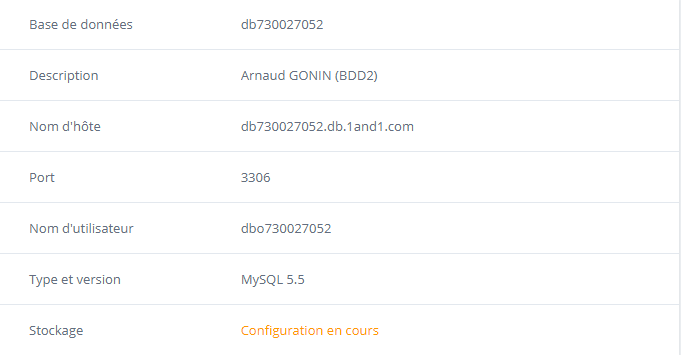 Base de données db730027052
Description Arnaud GONIN (BDD2)
Nom d'hôte db730027052.db.1and1.com
Port 3306
Nom d'utilisateur dbo730027052
Type et version MySQL 5.5
Stockage Configuration en cours